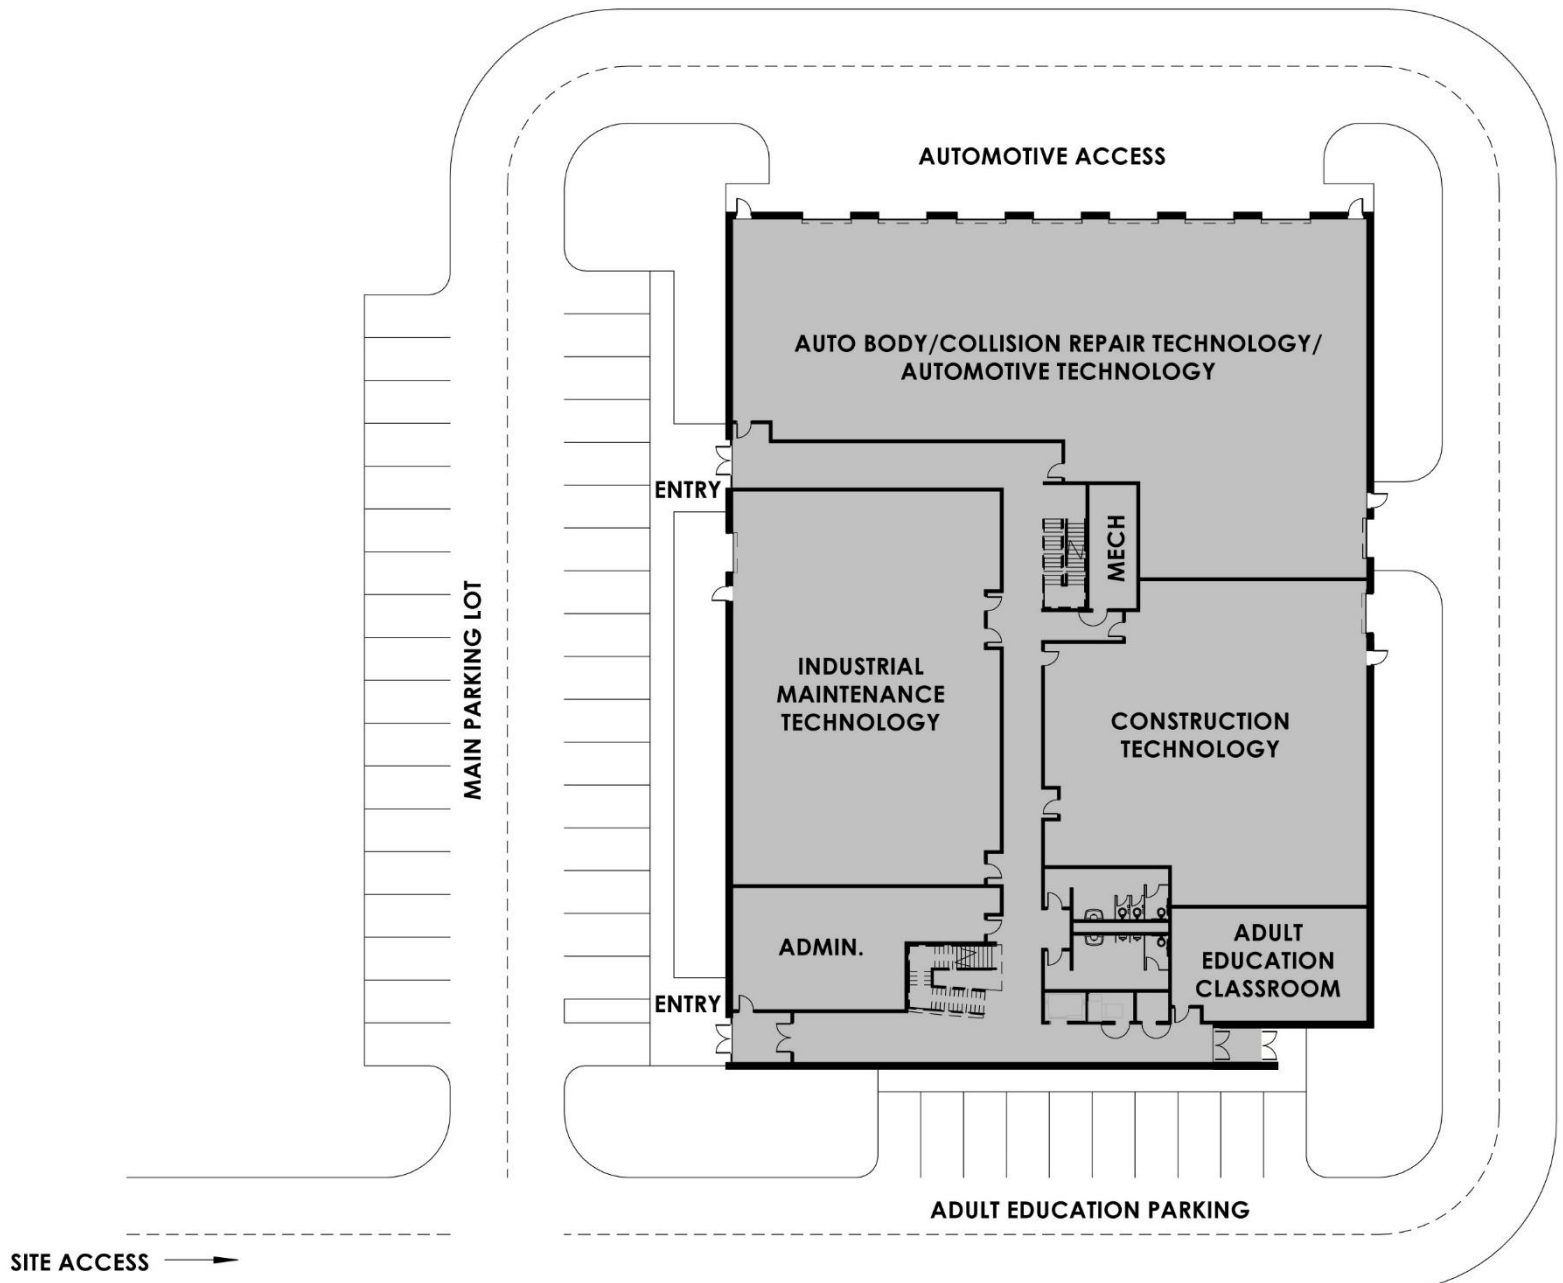 AUTOMOTIVE ACCESS
AUTO BODY/COLLISION REPAIR TECHNOLOGY/
AUTOMOTIVE TECHNOLOGY
ENTRY
MECH
MAIN PARKING LOT
INDUSTRIAL
MAINTENANCE
TECHNOLOGY
CONSTRUCTION
TECHNOLOGY
ADMIN.
ADULT
EDUCATION
CLASSROOM
ENTRY
ADULT EDUCATION PARKING
SITE ACCESS